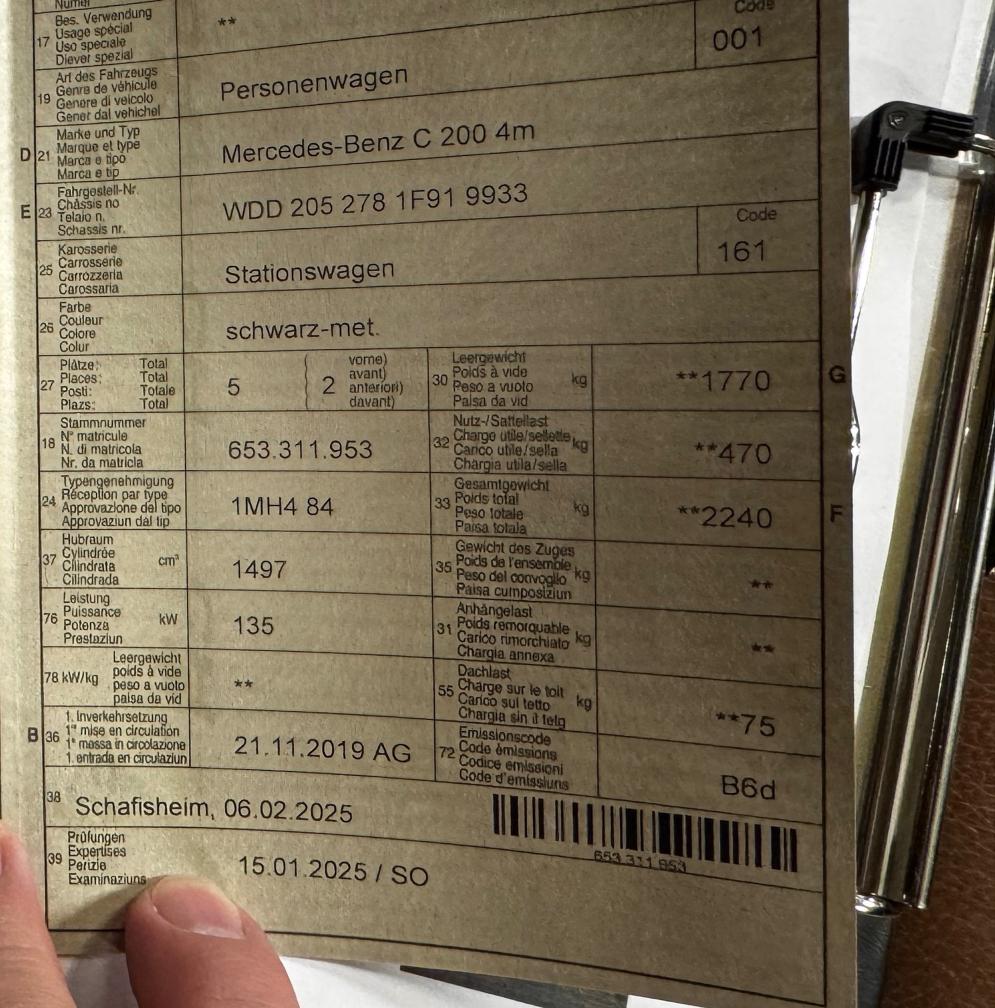 Numer
17 Bes. Verwendung
Usage spécial
Uso speciale
Diever spezial
**
Code
001
19 Art des Fahrzeugs
Genre de véhicule
Genere di veicolo
Gener dal vehichel
Personenwagen
D 21 Marke und Typ
Marque et type
Marca e tipo
Marca e tip
Mercedes-Benz C 200 4m
E 23 Fahrgestell-Nr.
Châssis no
Telaio n.
Schassis nr.
WDD 205 278 1F91 9933
25 Karosserie
Carrosserie
Carrozzeria
Carossaria
Stationswagen
Code
161
26 Farbe
Couleur
Colore
Colur
schwarz-met.
27 Plätze: Total
Places: Total
Posti: Totale
Plazs: Total
5 ( 2 vorne)
avant)
anteriori)
davant)
30 Leergewicht
Poids à vide
Peso a vuoto
Paisa da vid
kg
**1770 G
18 Stammnummer
N° matricule
N. di matricola
Nr. da matricla
653.311.953
32 Nutz-/Sattellast
Charge utile/sellette
Carico utile/sella
Chargia utila/sella
kg
**470
24 Typengenehmigung
Réception par type
Approvazione del tipo
Approvaziun dal tip
1MH4 84
33 Gesamtgewicht
Poids total
Peso totale
Paisa totala
kg
**2240 F
37 Hubraum
Cylindrée
Cilindrata
Cilindrada
cm³
1497
35 Gewicht des Zuges
Poids de l'ensemble
Peso del convoglio
Paisa cumposiziun
kg
**
76 Leistung
Puissance
Potenza
Prestaziun
kW
135
31 Anhängelast
Poids remorquable
Carico rimorchiato
Chargia annexa
kg
**
78 kW/kg
Leergewicht
poids à vide
peso a vuoto
paisa da vid
**
55 Dachlast
Charge sur le toit
Carico sul tetto
Chargia sin il tetg
kg
**75
B 36 1. Inverkehrsetzung
1re mise en circulation
1a messa in circolazione
1. entrada en circulaziun
21.11.2019 AG
72 Emissionscode
Code émissions
Codice emissioni
Code d'emissiuns
B6d
38 Schafisheim, 06.02.2025
653.311.953
39 Prüfungen
Expertises
Perizie
Examinaziuns
15.01.2025 / SO